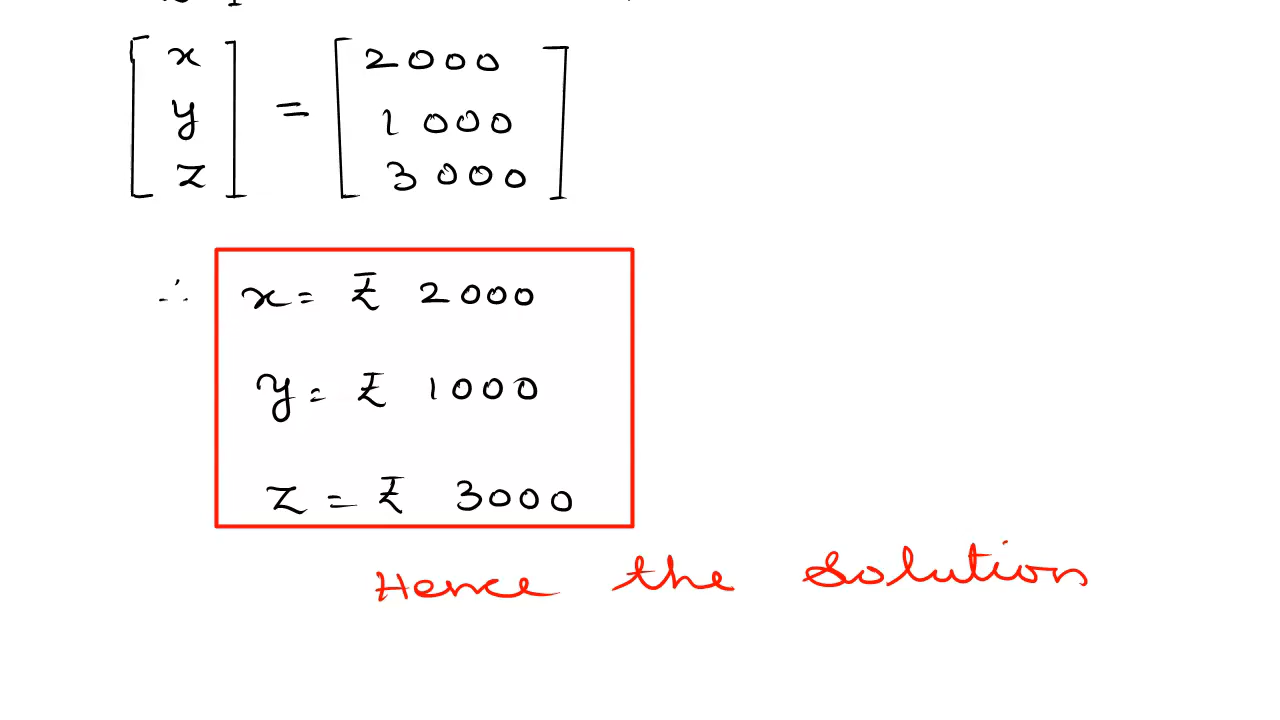 [x y z] = [2000 1000 3000]
∴ x = ₹ 2000
y = ₹ 1000
z = ₹ 3000
Hence the solution